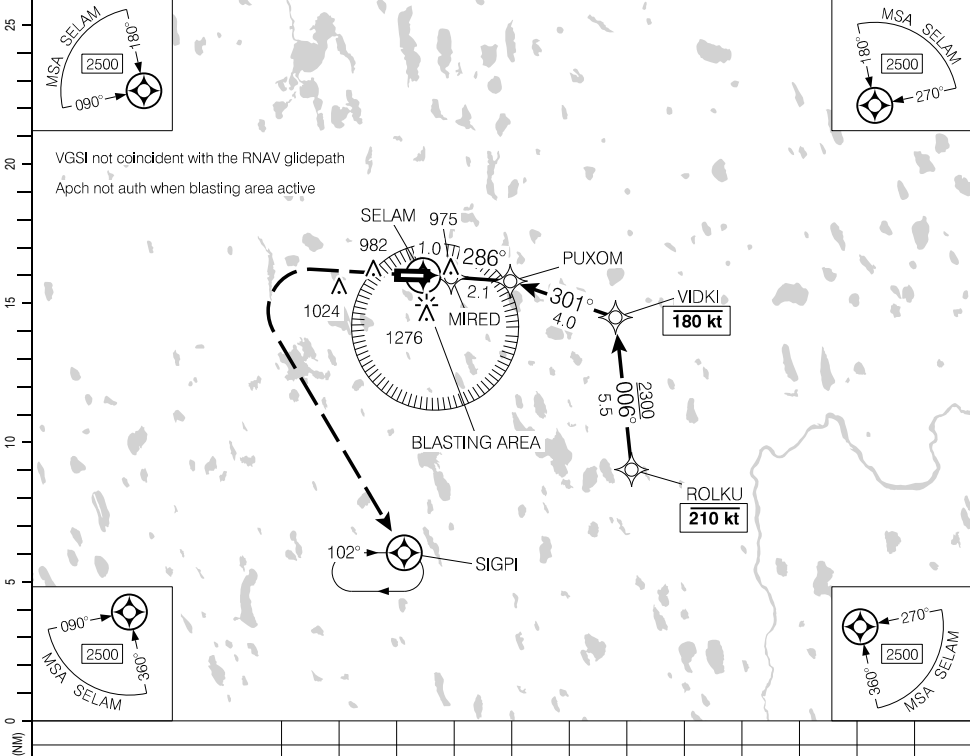 25
20
15
10
5
0
(NM)
MSA SELAM
180°
2500
090°
MSA SELAM
180°
2500
270°
VGSI not coincident with the RNAV glidepath
Apch not auth when blasting area active
SELAM
975
982
1.0
286°
PUXOM
2.1
301°
4.0
VIDKI
180 kt
1024
MIRED
1276
2300
006°
5.5
BLASTING AREA
ROLKU
210 kt
102°
SIGPI
090°
2500
360°
MSA SELAM
270°
2500
360°
MSA SELAM